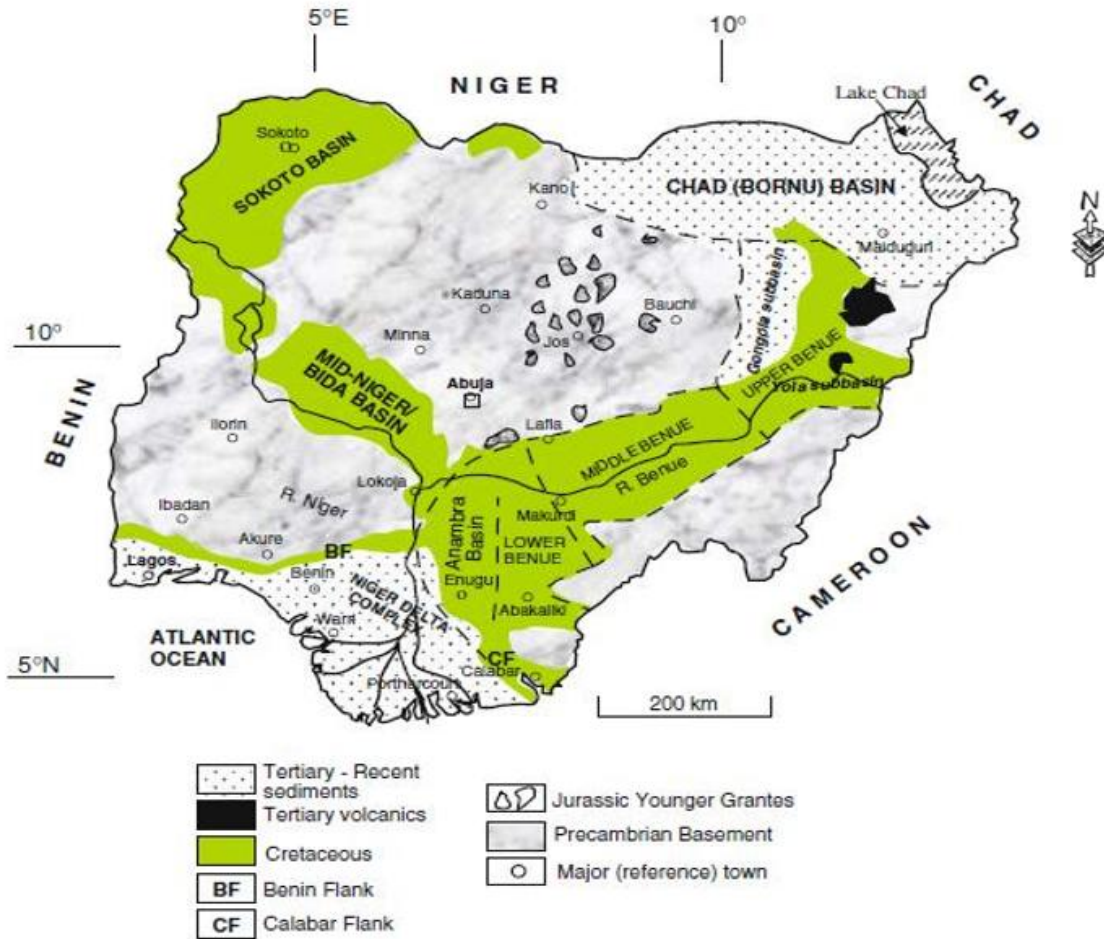 5°E
10°
NIGER
CHAD
Lake Chad
Sokoto
SOKOTO BASIN
CHAD (BORNU) BASIN
N
Kano
Maiduguri
Kaduna
Bauchi
Gongola subbasin
Minna
Jos
10°
UPPER BENUE
Yola subbasin
MID-NIGER/
BIDA BASIN
Abuja
BENIN
Ilorin
Lafia
MIDDLE BENUE
R. Benue
Lokoja
Ibadan
R. Niger
Makurdi
Anambra
Basin
Akure
LOWER
BENUE
BF
Lagos
Benin
Enugu
NIGER DELTA
COMPLEX
Abakaliki
CAMEROON
Warri
ATLANTIC
OCEAN
5°N
CF
Calabar
Portharcourt
200 km
Tertiary - Recent
sediments
Tertiary volcanics
Cretaceous
BF Benin Flank
CF Calabar Flank
Jurassic Younger Grantes
Precambrian Basement
Major (reference) town